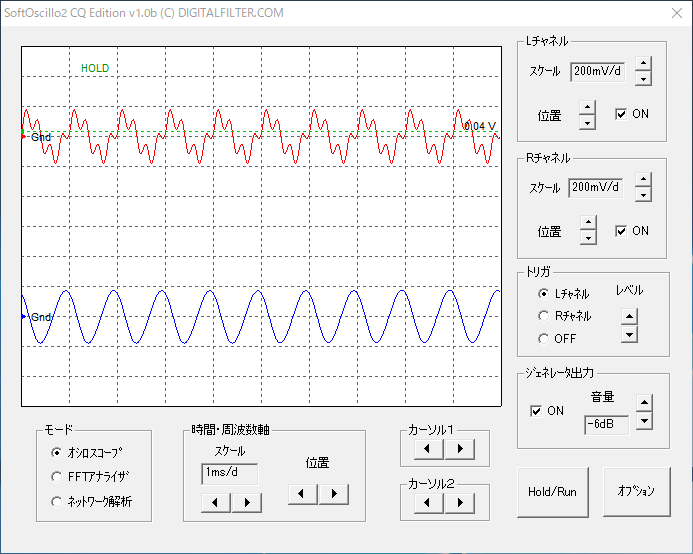 SoftOscillo2 CQ Edition v1.0b (C) DIGITALFILTER.COM
HOLD
0.04 V
Gnd
Gnd
Lﾁｬﾈﾙ
ｽｹｰﾙ 200mV/d
位置 ON
Rﾁｬﾈﾙ
ｽｹｰﾙ 200mV/d
位置 ON
ﾄﾘｶﾞ
Lﾁｬﾈﾙ レベル
Rﾁｬﾈﾙ
OFF
ｼﾞｪﾈﾚｰﾀ出力
ON 音量
-6dB
モード
ｵｼﾛｽｺｰﾌﾟ
FFTｱﾅﾗｲｻﾞ
ﾈｯﾄﾜｰｸ解析
時間・周波数軸
スケール
1ms/d
位置
カーソル1
カーソル2
Hold/Run
ｵﾌﾟｼｮﾝ